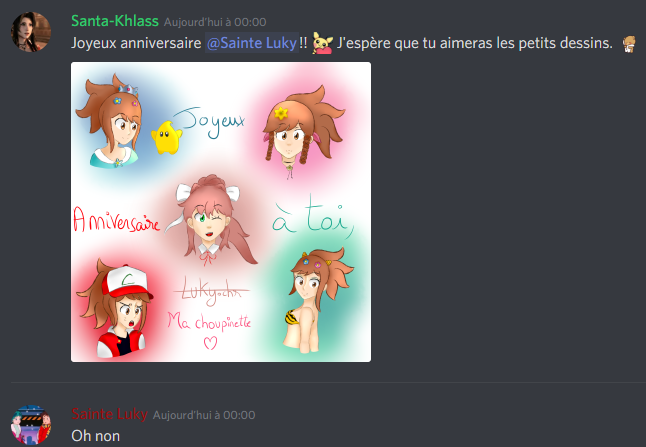 Santa-Khlass Aujourd'hui à 00:00
Joyeux anniversaire @Sainte Luky!! J'espère que tu aimeras les petits dessins.
Joyeux
Anniversaire à toi,
Lukyachu
Ma choupinette
C
Sainte Luky Aujourd'hui à 00:00
Oh non